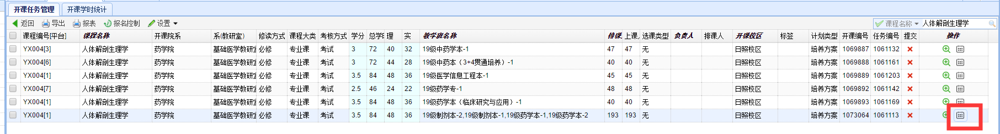 开课任务管理 开课学时统计
返回 导出 报表 报名控制 设置 课程名称 人体解剖生理学
课程编号[平台] 课程名称 开课院系 系(教研室) 修读方式 课程大类 考核方式 学分 总学时 理 实 教学班名称 排课 上课 选课类型 负责人 排课人 开课校区 标签 计划类型 开课编号 任务编号 提交 操作
YX004[3] 人体解剖生理学 药学院 基础医学教研室 必修 专业课 考试 3 72 40 32 19级中药学本-1 47 47 无 日照校区 培养方案 1069887 1061132
YX004[6] 人体解剖生理学 药学院 基础医学教研室 必修 专业课 考试 3 72 44 28 19级中药本（3+4贯通培养）-1 40 40 无 日照校区 培养方案 1069888 1061161
YX004[1] 人体解剖生理学 药学院 基础医学教研室 必修 专业课 考试 3.5 84 48 36 19级医学信息工程本-1 45 45 无 日照校区 培养方案 1069889 1061203
YX004[7] 人体解剖生理学 药学院 基础医学教研室 必修 专业课 考试 2.5 46 24 22 19级药学专-1 48 48 无 日照校区 培养方案 1069892 1061142
YX004[1] 人体解剖生理学 药学院 基础医学教研室 必修 专业课 考试 3.5 84 48 36 19级药学本（临床研究与应用）-1 40 40 无 日照校区 培养方案 1069893 1061169
YX004[1] 人体解剖生理学 药学院 基础医学教研室 必修 专业课 考试 3.5 84 48 36 19级制剂本-2,19级制剂本-1,19级药学本-1,19级药学本-2 193 193 无 日照校区 培养方案 1073064 1061113